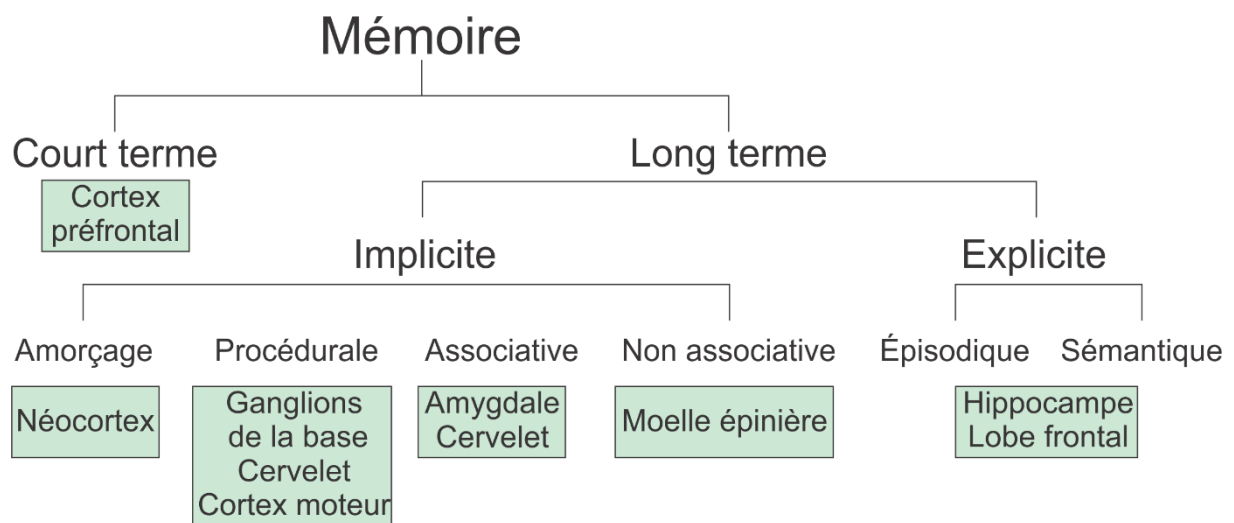 Mémoire
Court terme
Long terme
Cortex
préfrontal
Implicite
Explicite
Amorçage
Procédurale
Associative
Non associative
Épisodique
Sémantique
Néocortex
Ganglions
de la base
Cervelet
Cortex moteur
Amygdale
Cervelet
Moelle épinière
Hippocampe
Lobe frontal